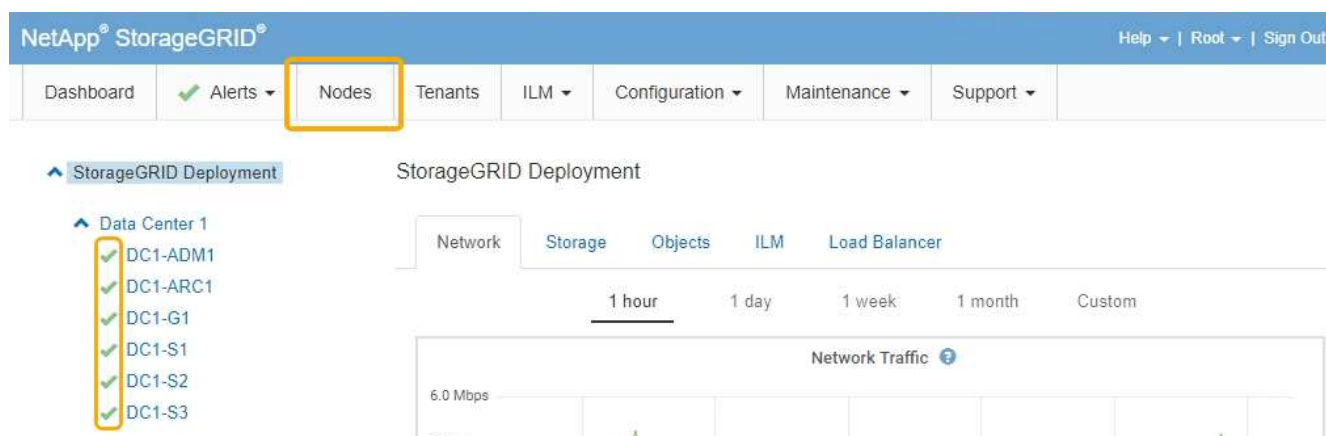 NetApp® StorageGRID®
Help | Root | Sign Out
Dashboard Alerts Nodes Tenants ILM Configuration Maintenance Support
StorageGRID Deployment
StorageGRID Deployment
Data Center 1
Network Storage Objects ILM Load Balancer
DC1-ADM1
DC1-ARC1
1 hour 1 day 1 week 1 month Custom
DC1-G1
DC1-S1
Network Traffic ?
DC1-S2
6.0 Mbps
DC1-S3